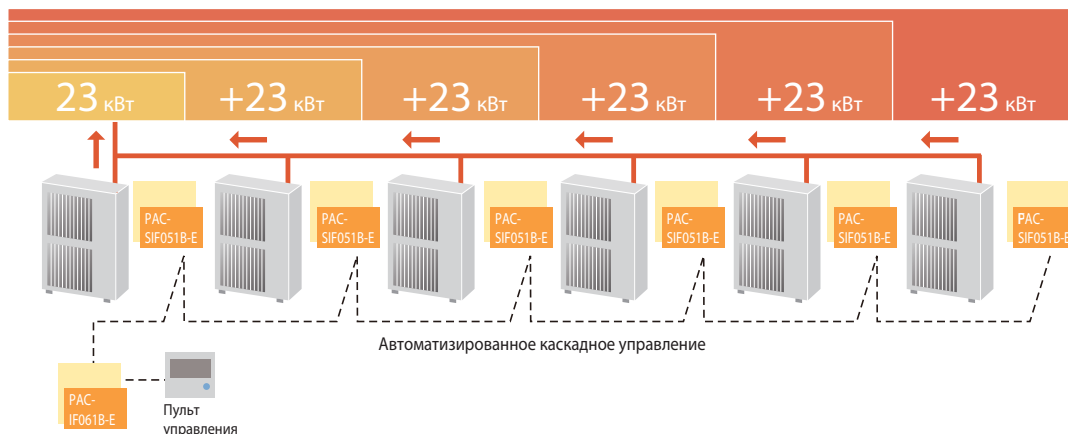 23 кВт
+23 кВт
+23 кВт
+23 кВт
+23 кВт
+23 кВт
PAC-
SIF051B-E
PAC-
SIF051B-E
PAC-
SIF051B-E
PAC-
SIF051B-E
PAC-
SIF051B-E
PAC-
SIF051B-E
Автоматизированное каскадное управление
PAC-
IF061B-E
Пульт
управления